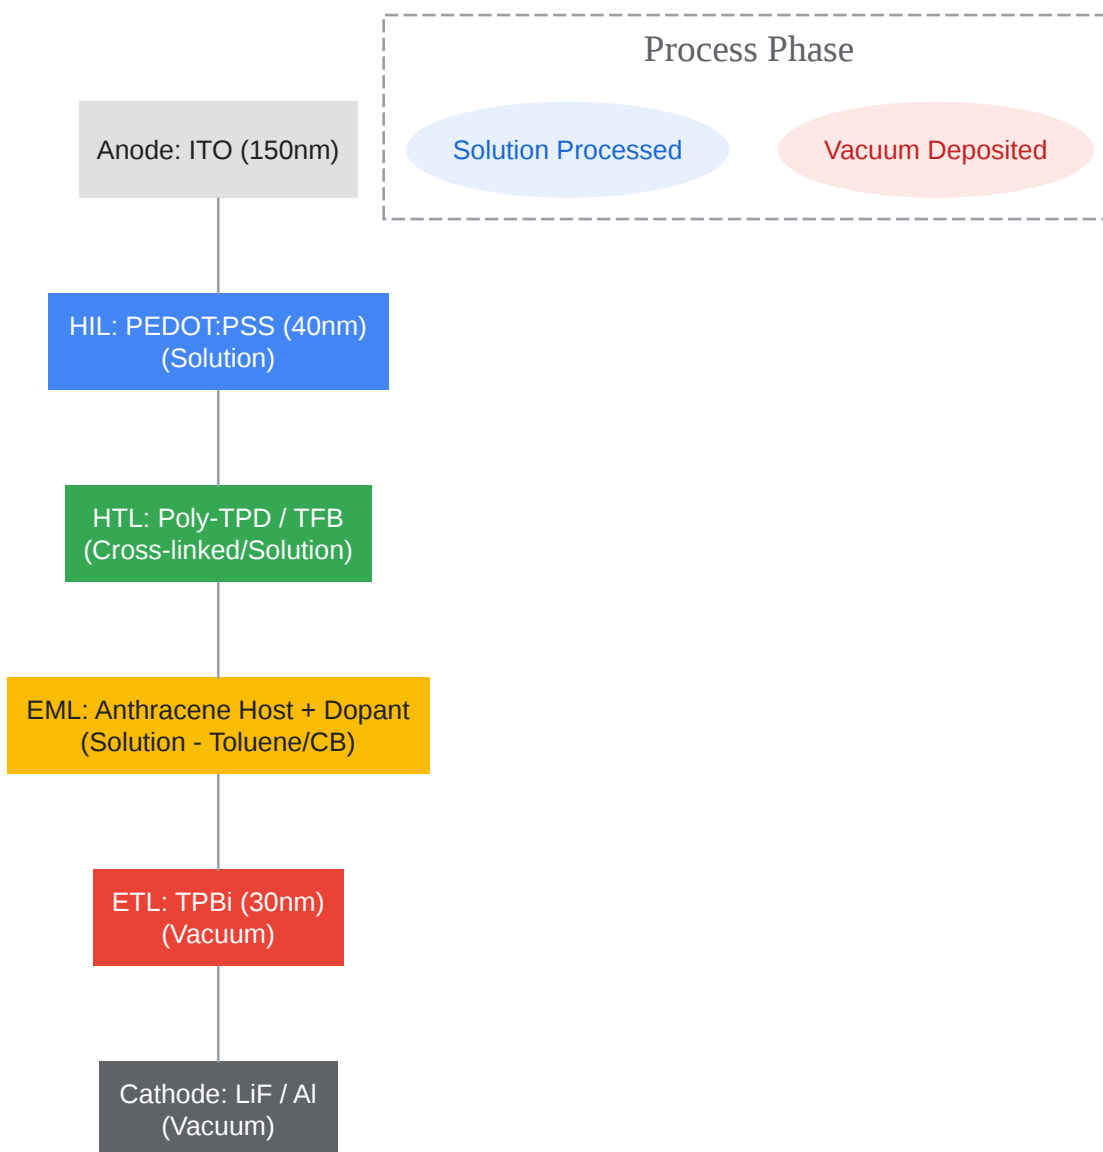 Process Phase
Anode: ITO (150nm)
Solution Processed
Vacuum Deposited
HIL: PEDOT:PSS (40nm)
(Solution)
HTL: Poly-TPD / TFB
(Cross-linked/Solution)
EML: Anthracene Host + Dopant
(Solution - Toluene/CB)
ETL: TPBi (30nm)
(Vacuum)
Cathode: LiF / Al
(Vacuum)